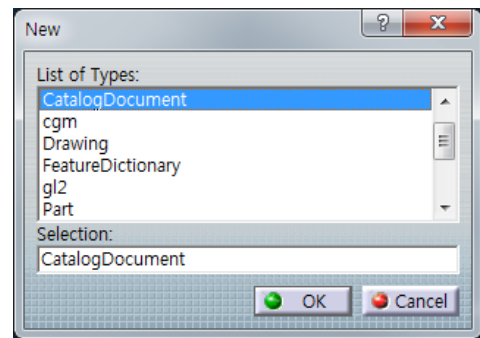 New
List of Types:
CatalogDocument
cgm
Drawing
FeatureDictionary
gl2
Part
Selection:
CatalogDocument
OK
Cancel